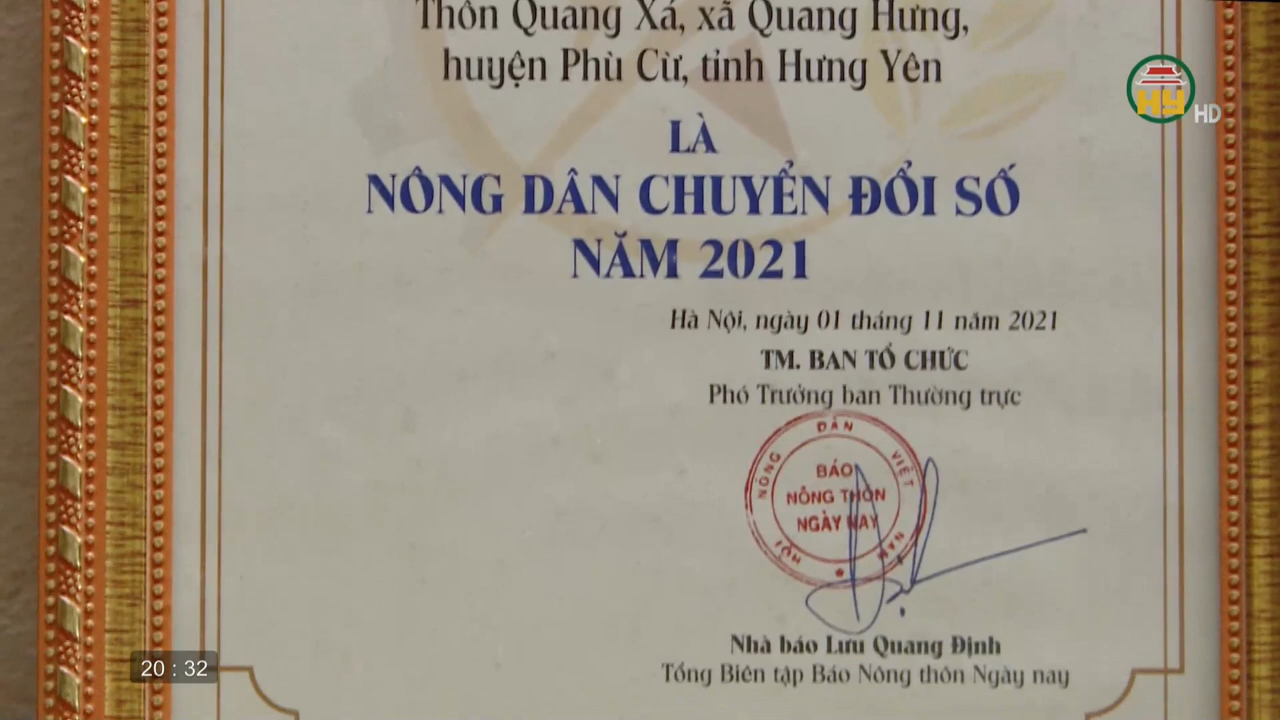 Thôn Quang Xá, xã Quang Hưng,
huyện Phù Cừ, tỉnh Hưng Yên
HY HD
LÀ
NÔNG DÂN CHUYỂN ĐỔI SỐ
NĂM 2021
Hà Nội, ngày 01 tháng 11 năm 2021
TM. BAN TỔ CHỨC
Phó Trưởng ban Thường trực
HỘI NÔNG DÂN VIỆT NAM
BÁO
NÔNG THÔN
NGÀY NAY
Nhà báo Lưu Quang Định
Tổng Biên tập Báo Nông thôn Ngày nay
20 : 32